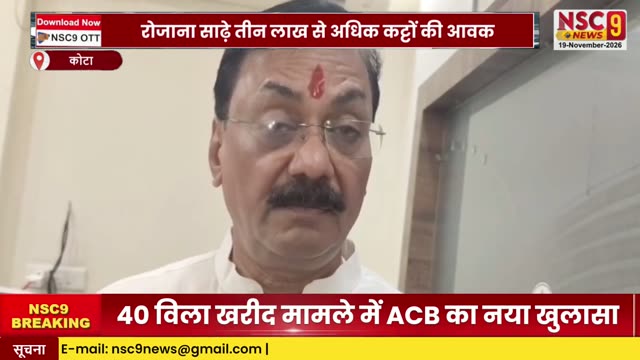 Download Now
NSC9 OTT
रोजाना साढ़े तीन लाख से अधिक कट्टों की आवक
NSC9
NEWS
19-November-2026
कोटा
NSC9
BREAKING
40 विला खरीद मामले में ACB का नया खुलासा
सूचना
E-mail: nsc9news@gmail.com |